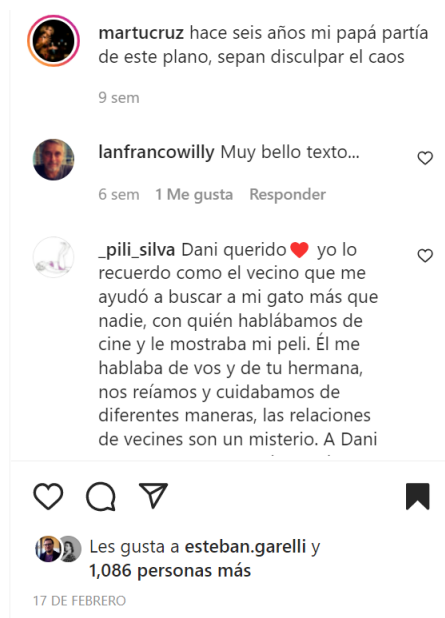 martucruz hace seis años mi papá partía
de este plano, sepan disculpar el caos
9 sem
lanfrancowilly Muy bello texto...
6 sem 1 Me gusta Responder
_pili_silva Dani querido❤️ yo lo
recuerdo como el vecino que me
ayudó a buscar a mi gato más que
nadie, con quién hablábamos de
cine y le mostraba mi peli. Él me
hablaba de vos y de tu hermana,
nos reíamos y cuidabamos de
diferentes maneras, las relaciones
de vecines son un misterio. A Dani
Les gusta a esteban.garelli y
1,086 personas más
17 DE FEBRERO